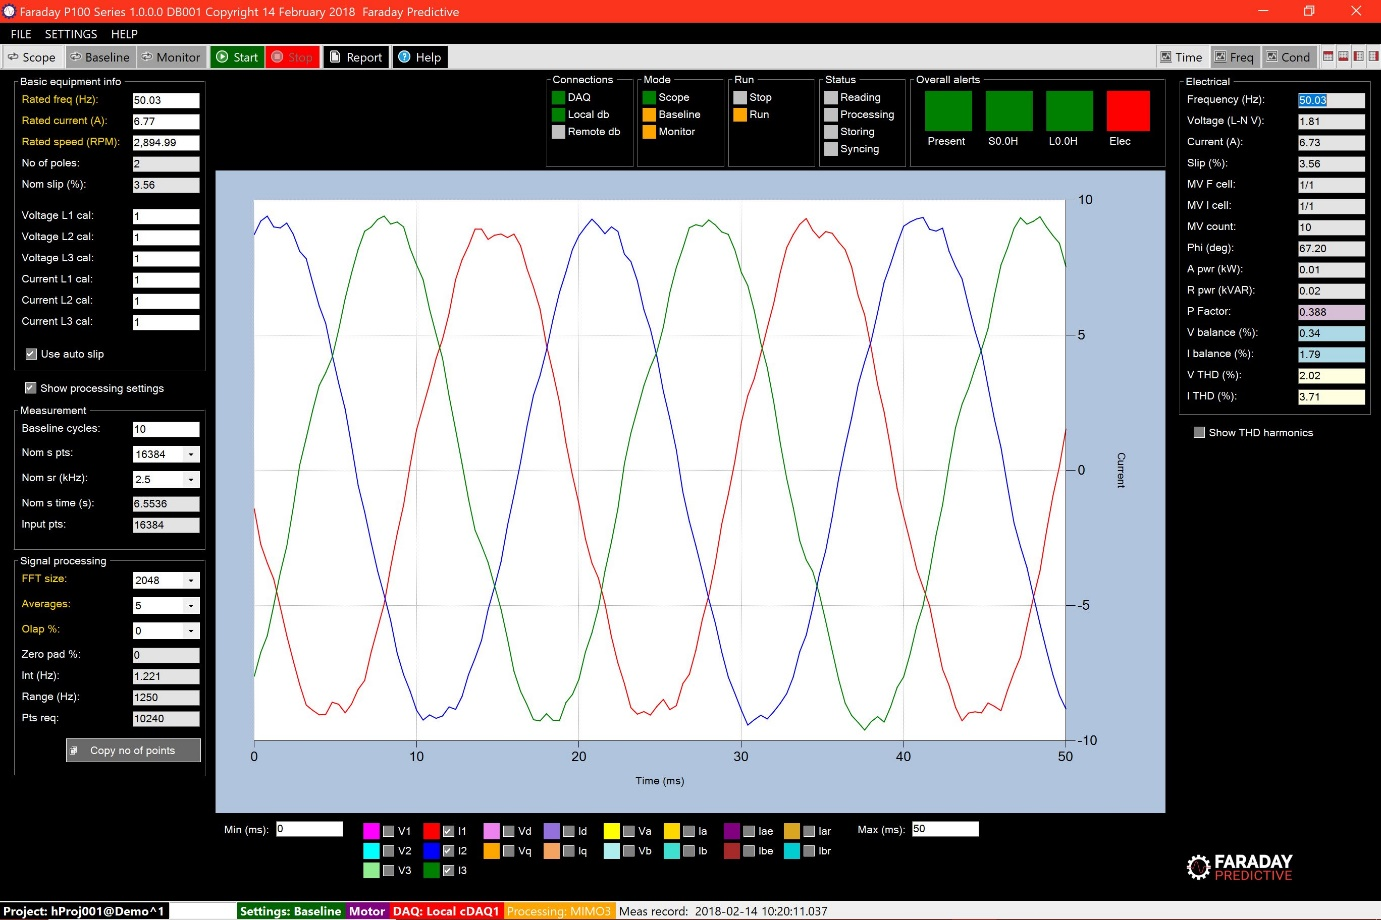 Faraday P100 Series 1.0.0.0 DB001 Copyright 14 February 2018 Faraday Predictive
FILE SETTINGS HELP
Scope Baseline Monitor Start Stop Report Help Time Freq Cond
Basic equipment info
Rated freq (Hz): 50.03
Rated current (A): 6.77
Rated speed (RPM): 2,894.99
No of poles: 2
Nom slip (%): 3.56
Voltage L1 cal: 1
Voltage L2 cal: 1
Voltage L3 cal: 1
Current L1 cal: 1
Current L2 cal: 1
Current L3 cal: 1
Use auto slip
Show processing settings
Measurement
Baseline cycles: 10
Nom s pts: 16384
Nom sr (kHz): 2.5
Nom s time (s): 6.5536
Input pts: 16384
Signal processing
FFT size: 2048
Averages: 5
Olap %: 0
Zero pad %: 0
Int (Hz): 1.221
Range (Hz): 1250
Pts req: 10240
Copy no of points
Connections
DAQ
Local db
Remote db
Mode
Scope
Baseline
Monitor
Run
Stop
Run
Status
Reading
Processing
Storing
Syncing
Overall alerts
Present S0.0H L0.0H Elec
10
5
0
-5
-10
Current
0 10 20 30 40 50
Time (ms)
Electrical
Frequency (Hz): 50.03
Voltage (L-N V): 1.81
Current (A): 6.73
Slip (%): 3.56
MV F cell: 1/1
MV I cell: 1/1
MV count: 10
Phi (deg): 67.20
A pwr (kW): 0.01
R pwr (kVAR): 0.02
P Factor: 0.388
V balance (%): 0.34
I balance (%): 1.79
V THD (%): 2.02
I THD (%): 3.71
Show THD harmonics
Min (ms): 0 V1 I1 Vd Id Va Ia Iae Iar Max (ms): 50
V2 I2 Vq Iq Vb Ib Ibe Ibr
V3 I3
FARADAY
PREDICTIVE
Project: hProj001@Demo^1 Settings: Baseline Motor DAQ: Local cDAQ1 Processing: MIMO3 Meas record: 2018-02-14 10:20:11.037